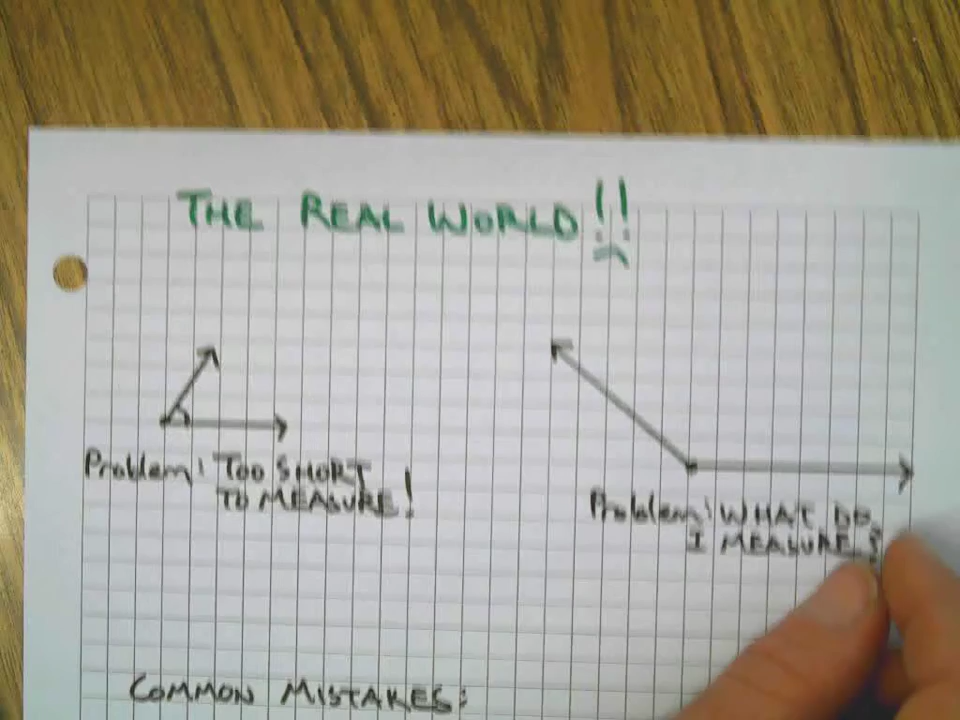 THE REAL WORLD!!
Problem: TOO SHORT
TO MEASURE!
Problem: WHAT DO
I MEASURE?
COMMON MISTAKES: